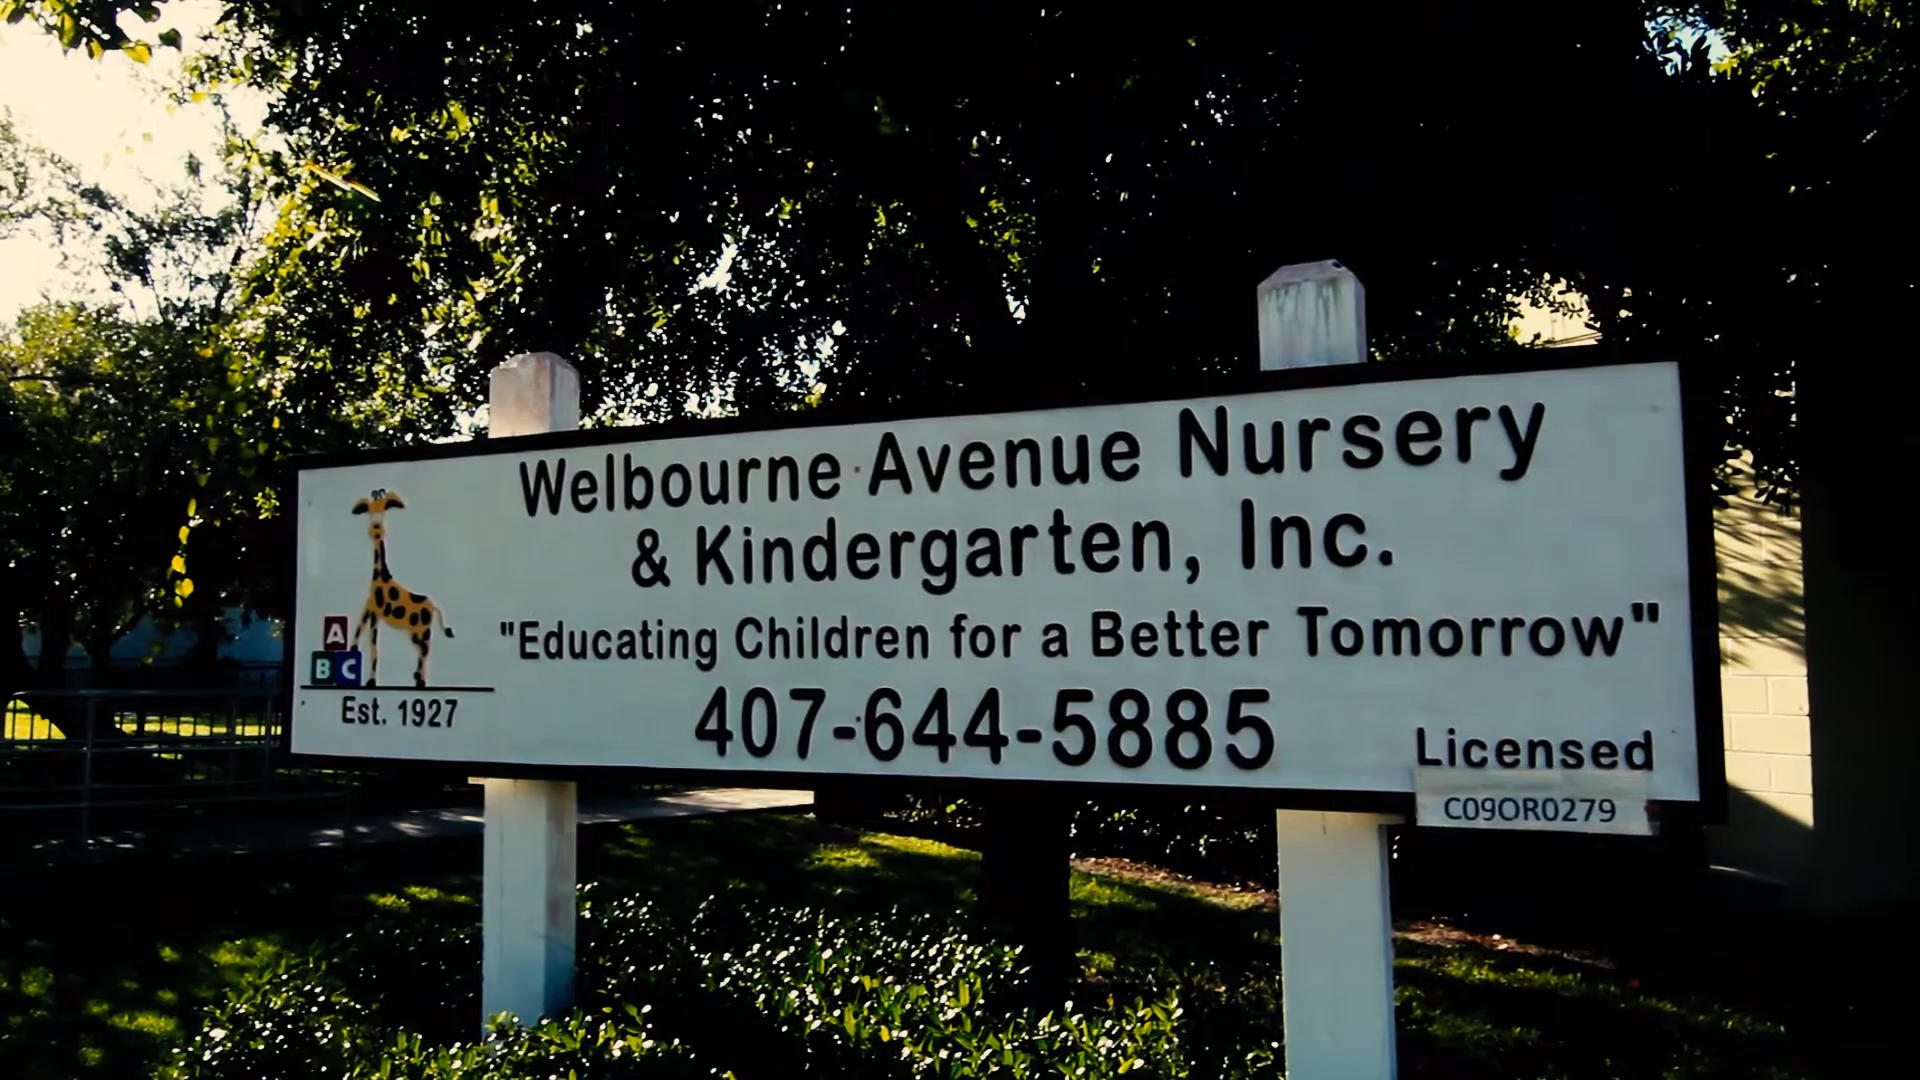 Welbourne Avenue Nursery
& Kindergarten, Inc.
"Educating Children for a Better Tomorrow"
407-644-5885
A
B C
Est. 1927
Licensed
C09OR0279